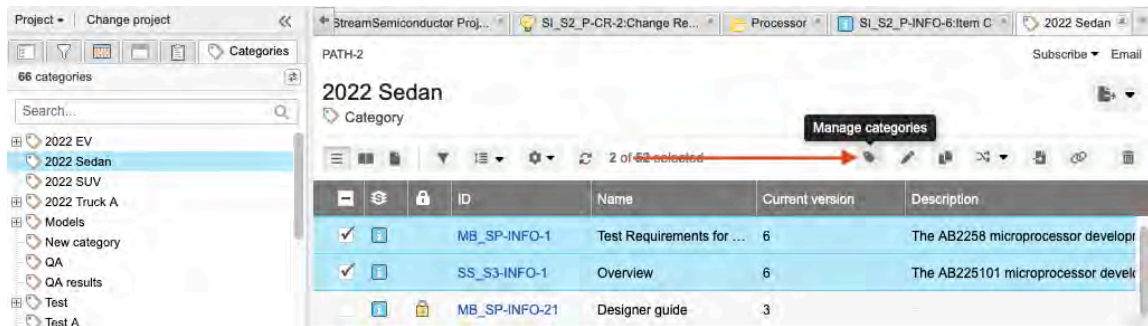 Project
Change project
Categories
66 categories
Search...
2022 EV
2022 Sedan
2022 SUV
2022 Truck A
Models
New category
QA
QA results
Test
Test A
StreamSemiconductor Proj...
SI_S2_P-CR-2:Change Re...
Processor
SI_S2_P-INFO-6:Item C
2022 Sedan
PATH-2
Subscribe
Email
2022 Sedan
Category
Manage categories
2 of 52 selected
ID Name Current version Description
MB_SP-INFO-1 Test Requirements for ... 6 The AB2258 microprocessor developr
SS_S3-INFO-1 Overview 6 The AB225101 microprocessor develc
MB_SP-INFO-21 Designer guide 3